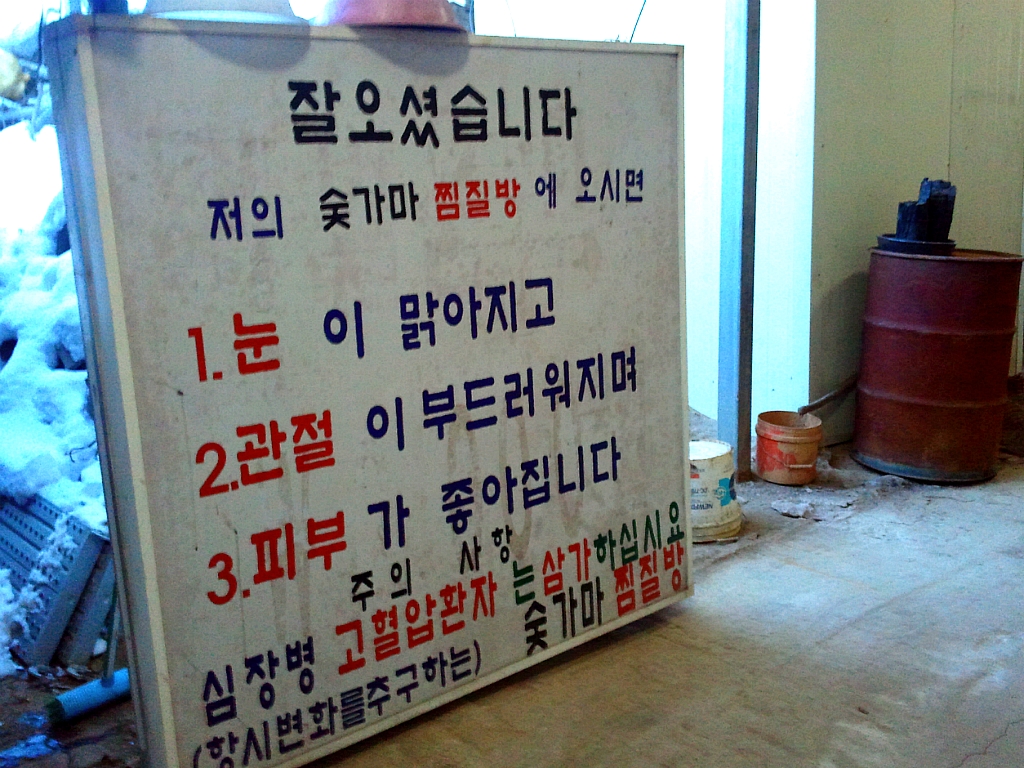 잘오셨습니다
저의 숯가마 찜질방 에 오시면
1.눈 이 맑아지고
2.관절 이 부드러워지며
3.피부 가 좋아집니다
주의 사항
심장병 고혈압환자는삼가하십시요
(항시변화를추구하는) 숯가마 찜질방